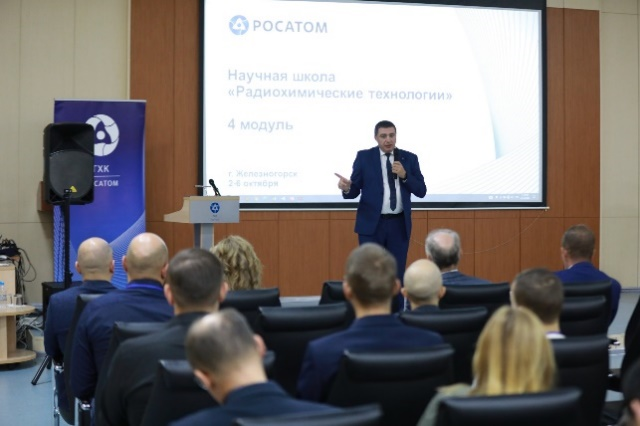 РОСАТОМ
Научная школа
«Радиохимические технологии»
4 модуль
г. Железногорск
2-6 октября
ГХК
РОСАТОМ